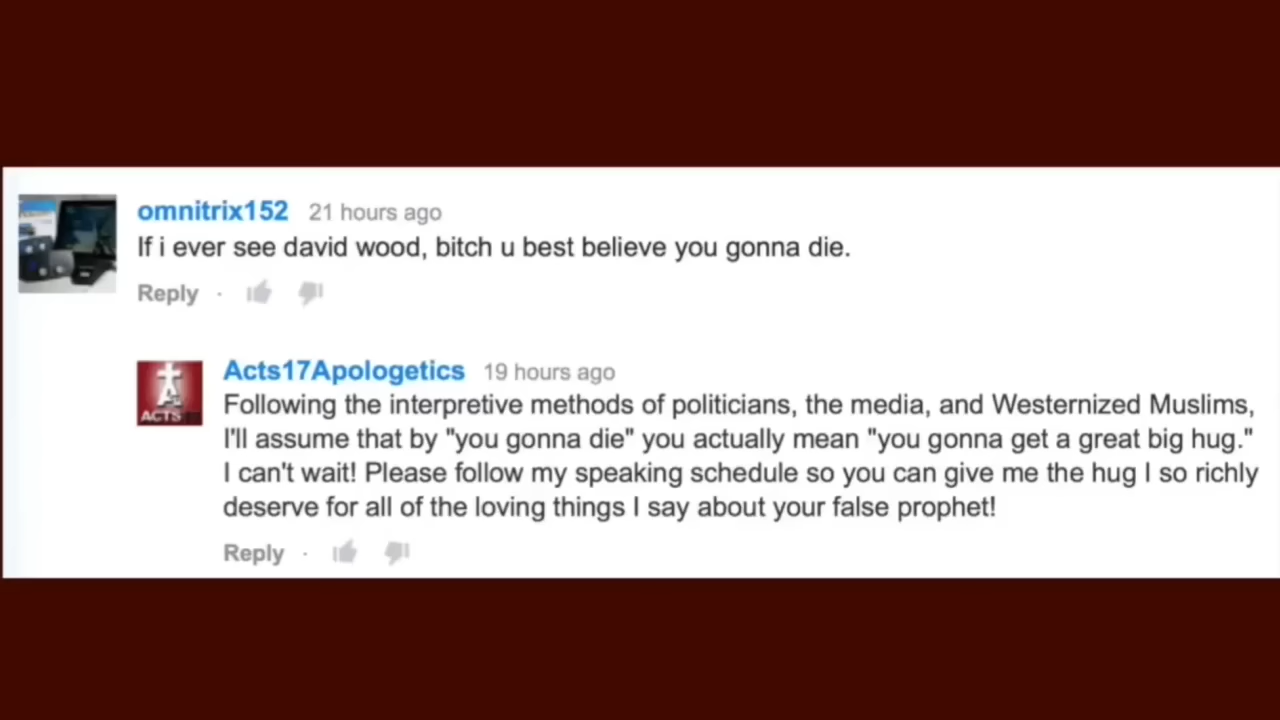 omnitrix152 21 hours ago
If i ever see david wood, bitch u best believe you gonna die.
Reply ·
Acts17Apologetics 19 hours ago
ACTS
Following the interpretive methods of politicians, the media, and Westernized Muslims,
I'll assume that by "you gonna die" you actually mean "you gonna get a great big hug."
I can't wait! Please follow my speaking schedule so you can give me the hug I so richly
deserve for all of the loving things I say about your false prophet!
Reply ·